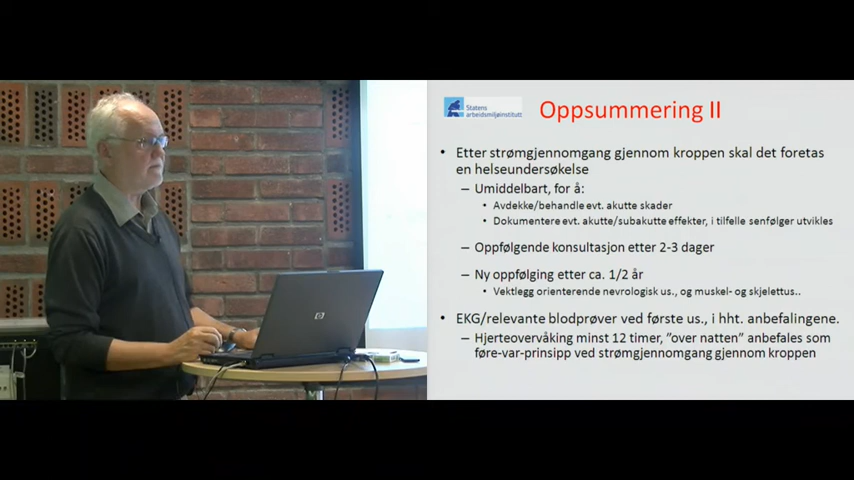 Statens
arbeidsmiljøinstitutt
Oppsummering II
• Etter strømgjennomgang gjennom kroppen skal det foretas
en helseundersøkelse
– Umiddelbart, for å:
• Avdekke/behandle evt. akutte skader
• Dokumentere evt. akutte/subakutte effekter, i tilfelle senfølger utvikles
– Oppfølgende konsultasjon etter 2-3 dager
– Ny oppfølging etter ca. 1/2 år
• Vektlegg orienterende nevrologisk us., og muskel- og skjelettus..
• EKG/relevante blodprøver ved første us., i hht. anbefalingene.
– Hjerteovervåking minst 12 timer, ”over natten” anbefales som
føre-var-prinsipp ved strømgjennomgang gjennom kroppen
hp